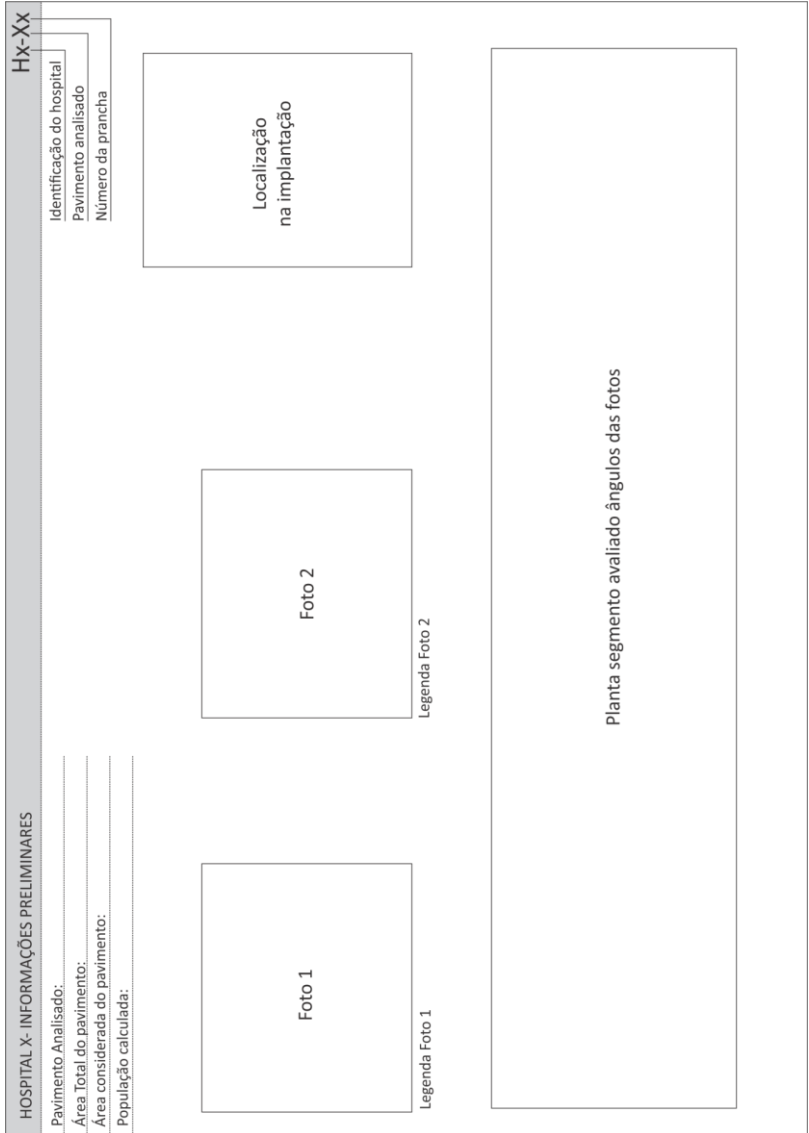 HOSPITAL X- INFORMAÇÕES PRELIMINARES
Hx-Xx
Pavimento Analisado:
Área Total do pavimento:
Área considerada do pavimento:
População calculada:
Identificação do hospital
Pavimento analisado
Número da prancha
Foto 1
Legenda Foto 1
Foto 2
Legenda Foto 2
Localização
na implantação
Planta segmento avaliado ângulos das fotos